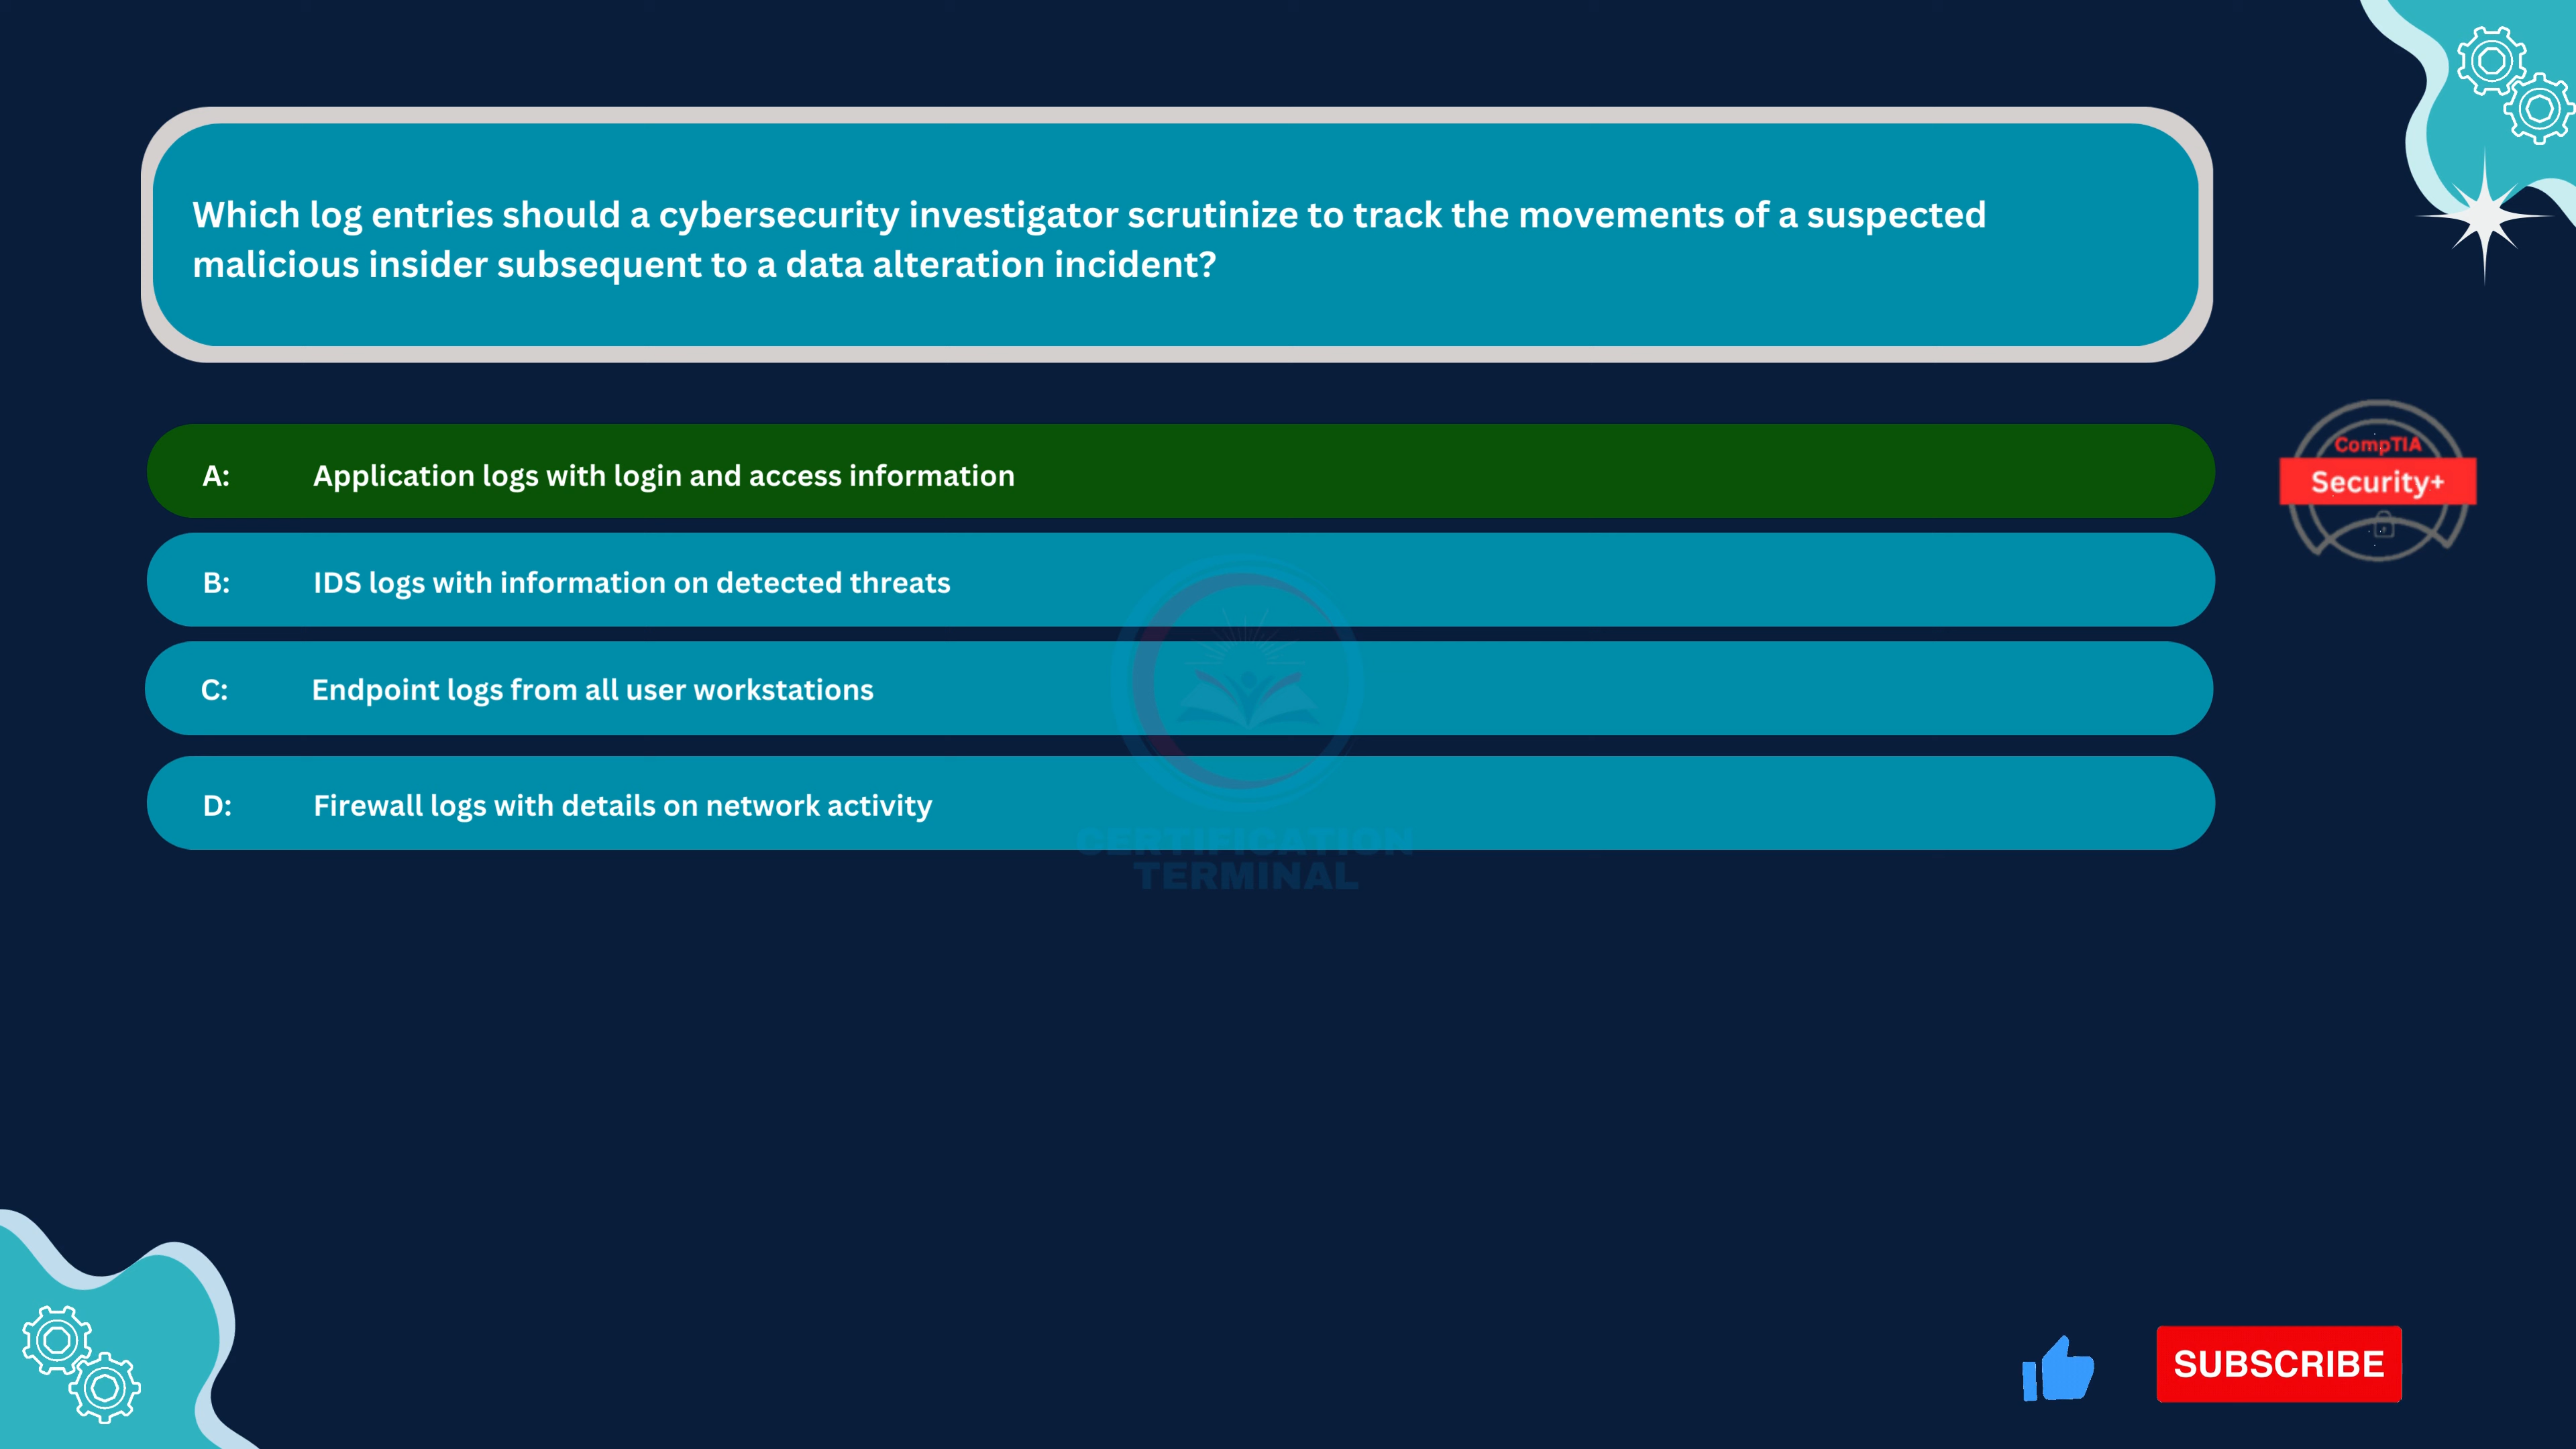 Which log entries should a cybersecurity investigator scrutinize to track the movements of a suspected
malicious insider subsequent to a data alteration incident?
A: Application logs with login and access information
CompTIA
Security+
B: IDS logs with information on detected threats
C: Endpoint logs from all user workstations
D: Firewall logs with details on network activity
CERTIFICATION
TERMINAL
SUBSCRIBE